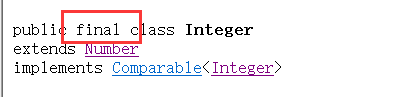 public final class Integer
extends Number
implements Comparable<Integer>